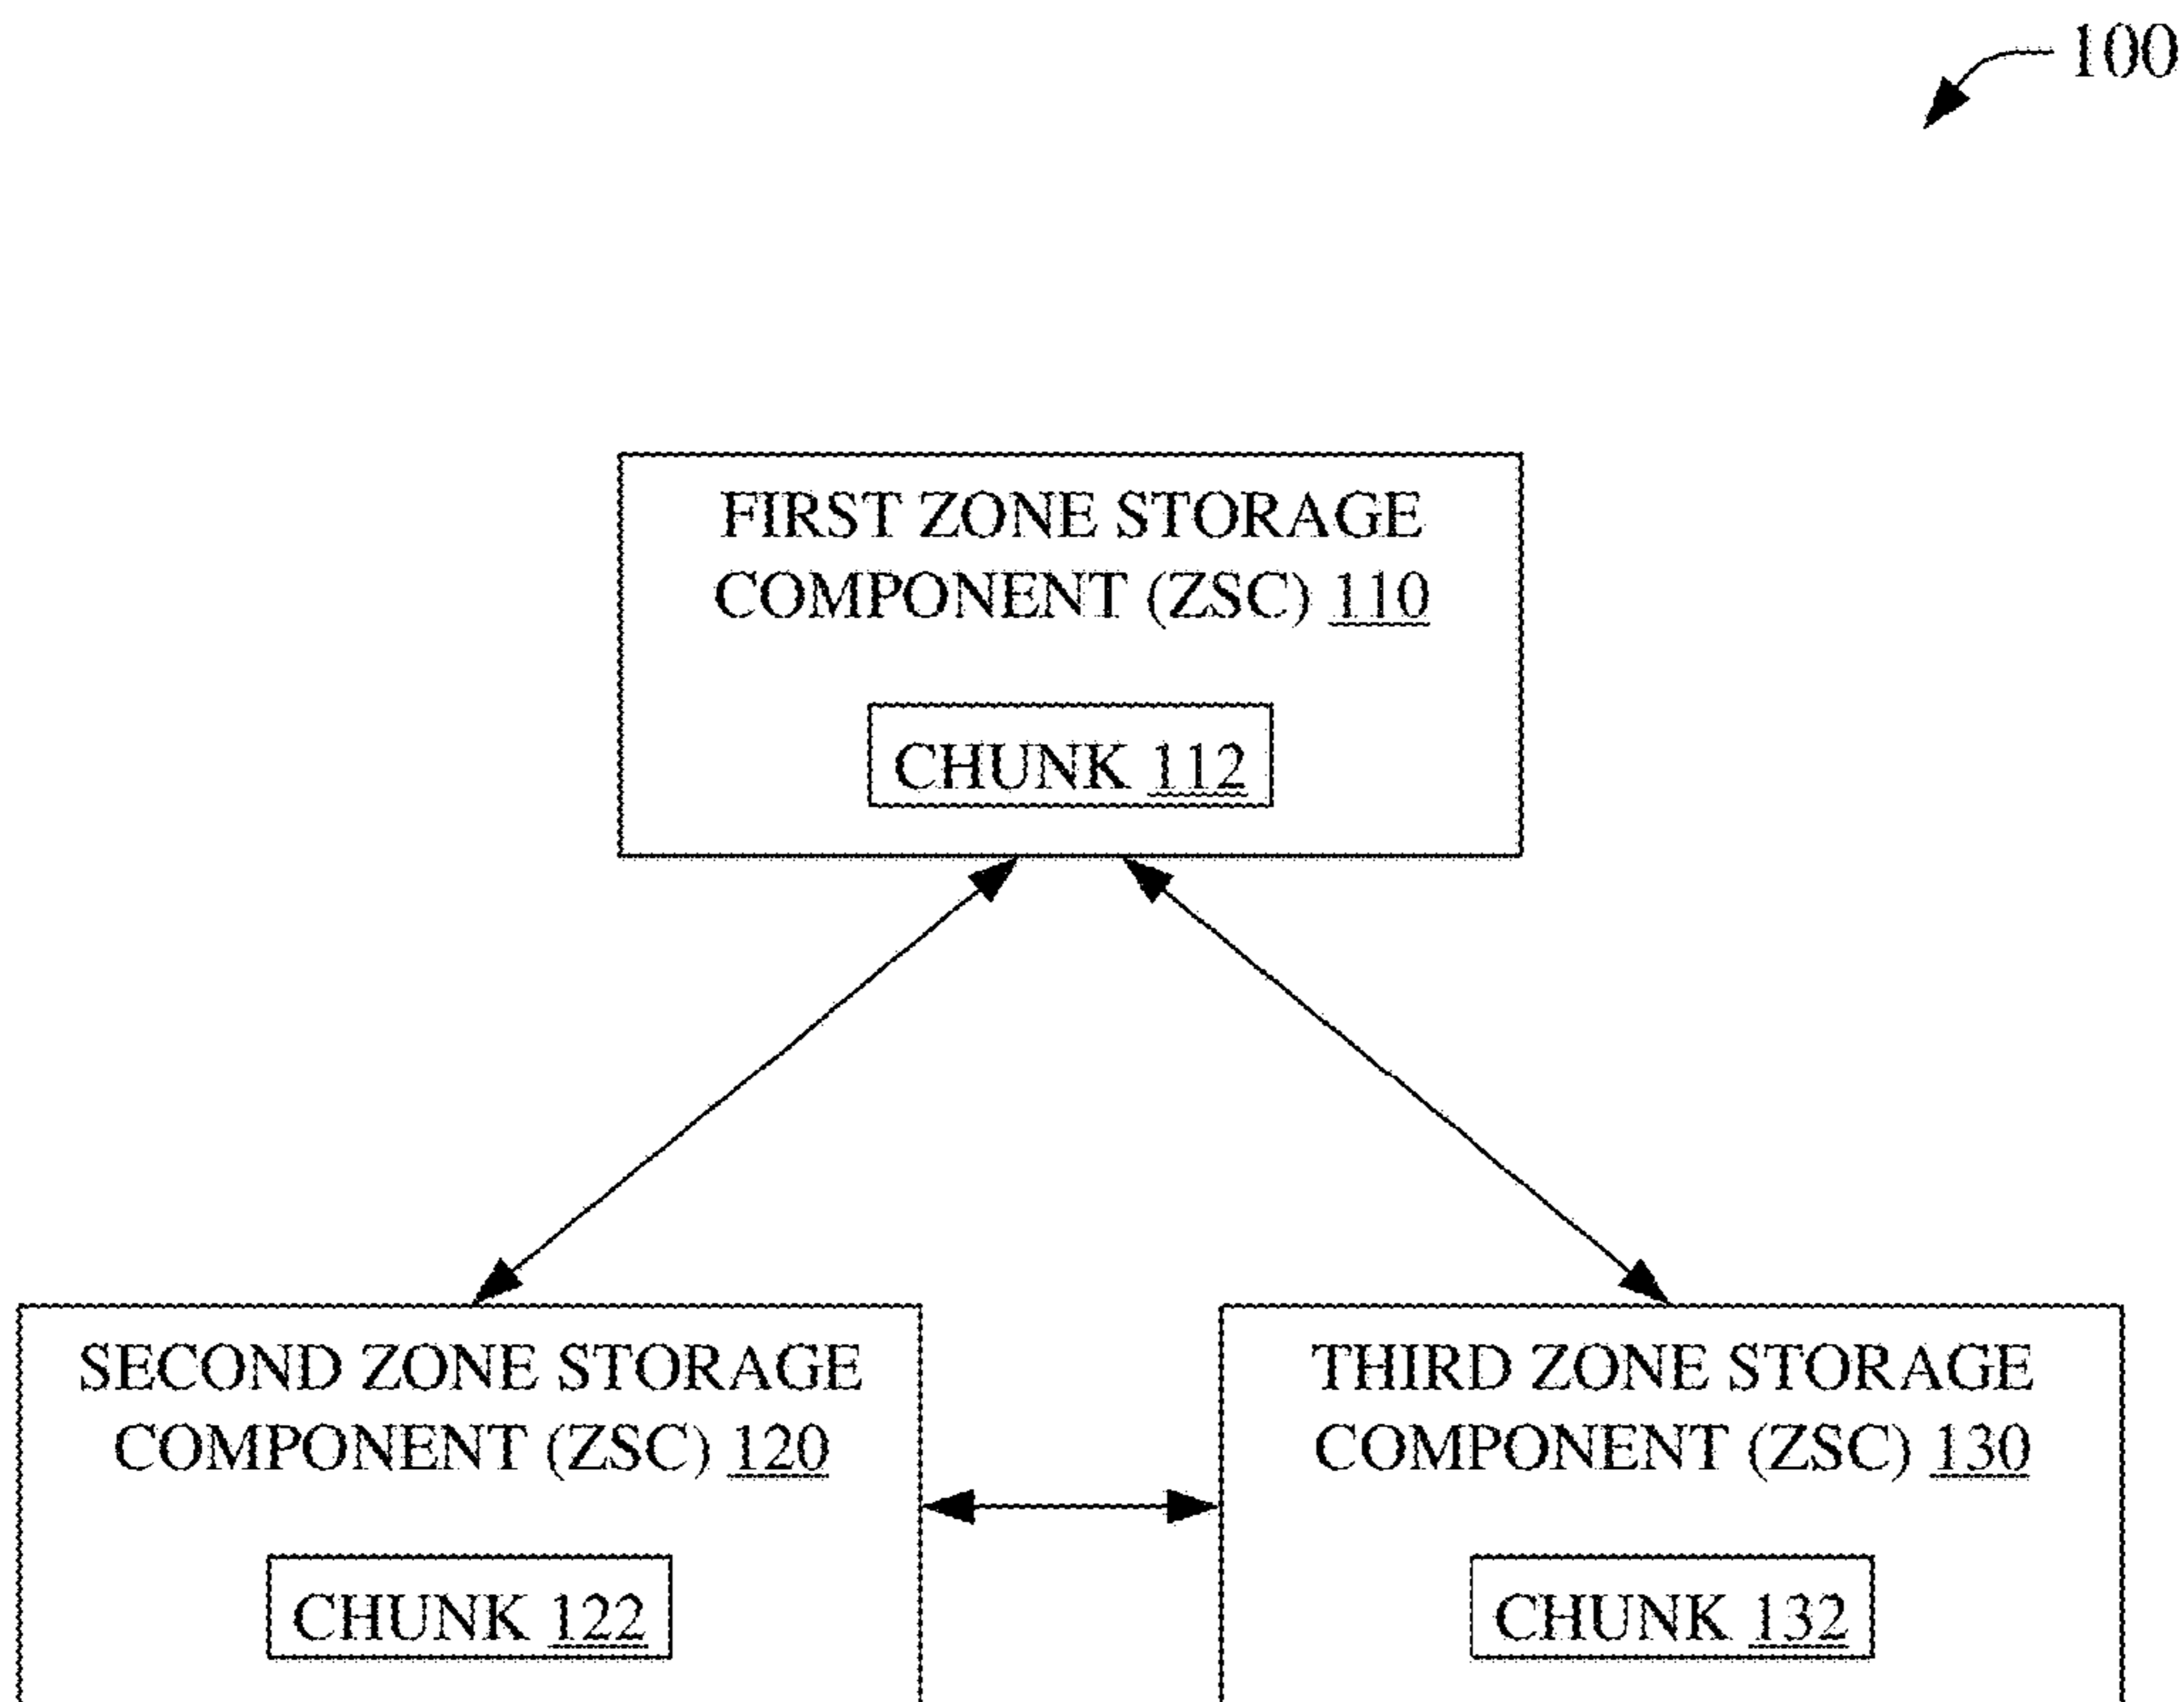 100
FIRST ZONE STORAGE
COMPONENT (ZSC) 110
CHUNK 112
SECOND ZONE STORAGE
COMPONENT (ZSC) 120
CHUNK 122
THIRD ZONE STORAGE
COMPONENT (ZSC) 130
CHUNK 132